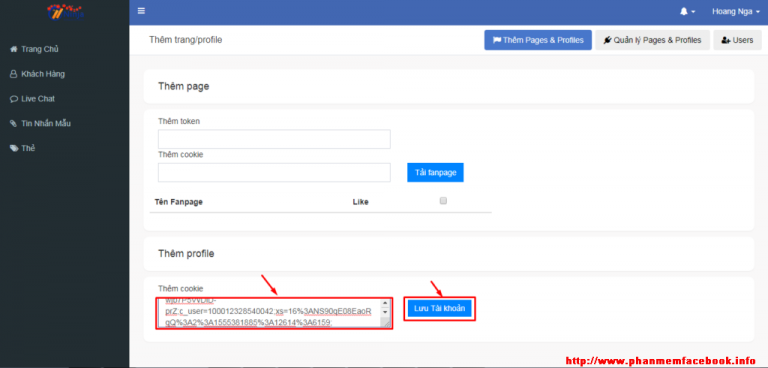 Hoang Nga
Thêm trang/profile
Thêm Pages & Profiles
Quản lý Pages & Profiles
Users
Trang Chủ
Khách Hàng
Live Chat
Tin Nhắn Mẫu
Thẻ
Thêm page
Thêm token
Thêm cookie
Tải fanpage
Tên Fanpage Like
Thêm profile
Thêm cookie
prZ;c_user=100012328540042;xs=16%3ANS90qE08EaoR
gQ%3A2%3A1555381885%3A12614%3A6159;
Lưu Tài khoản
http://www.phanmemfacebook.info